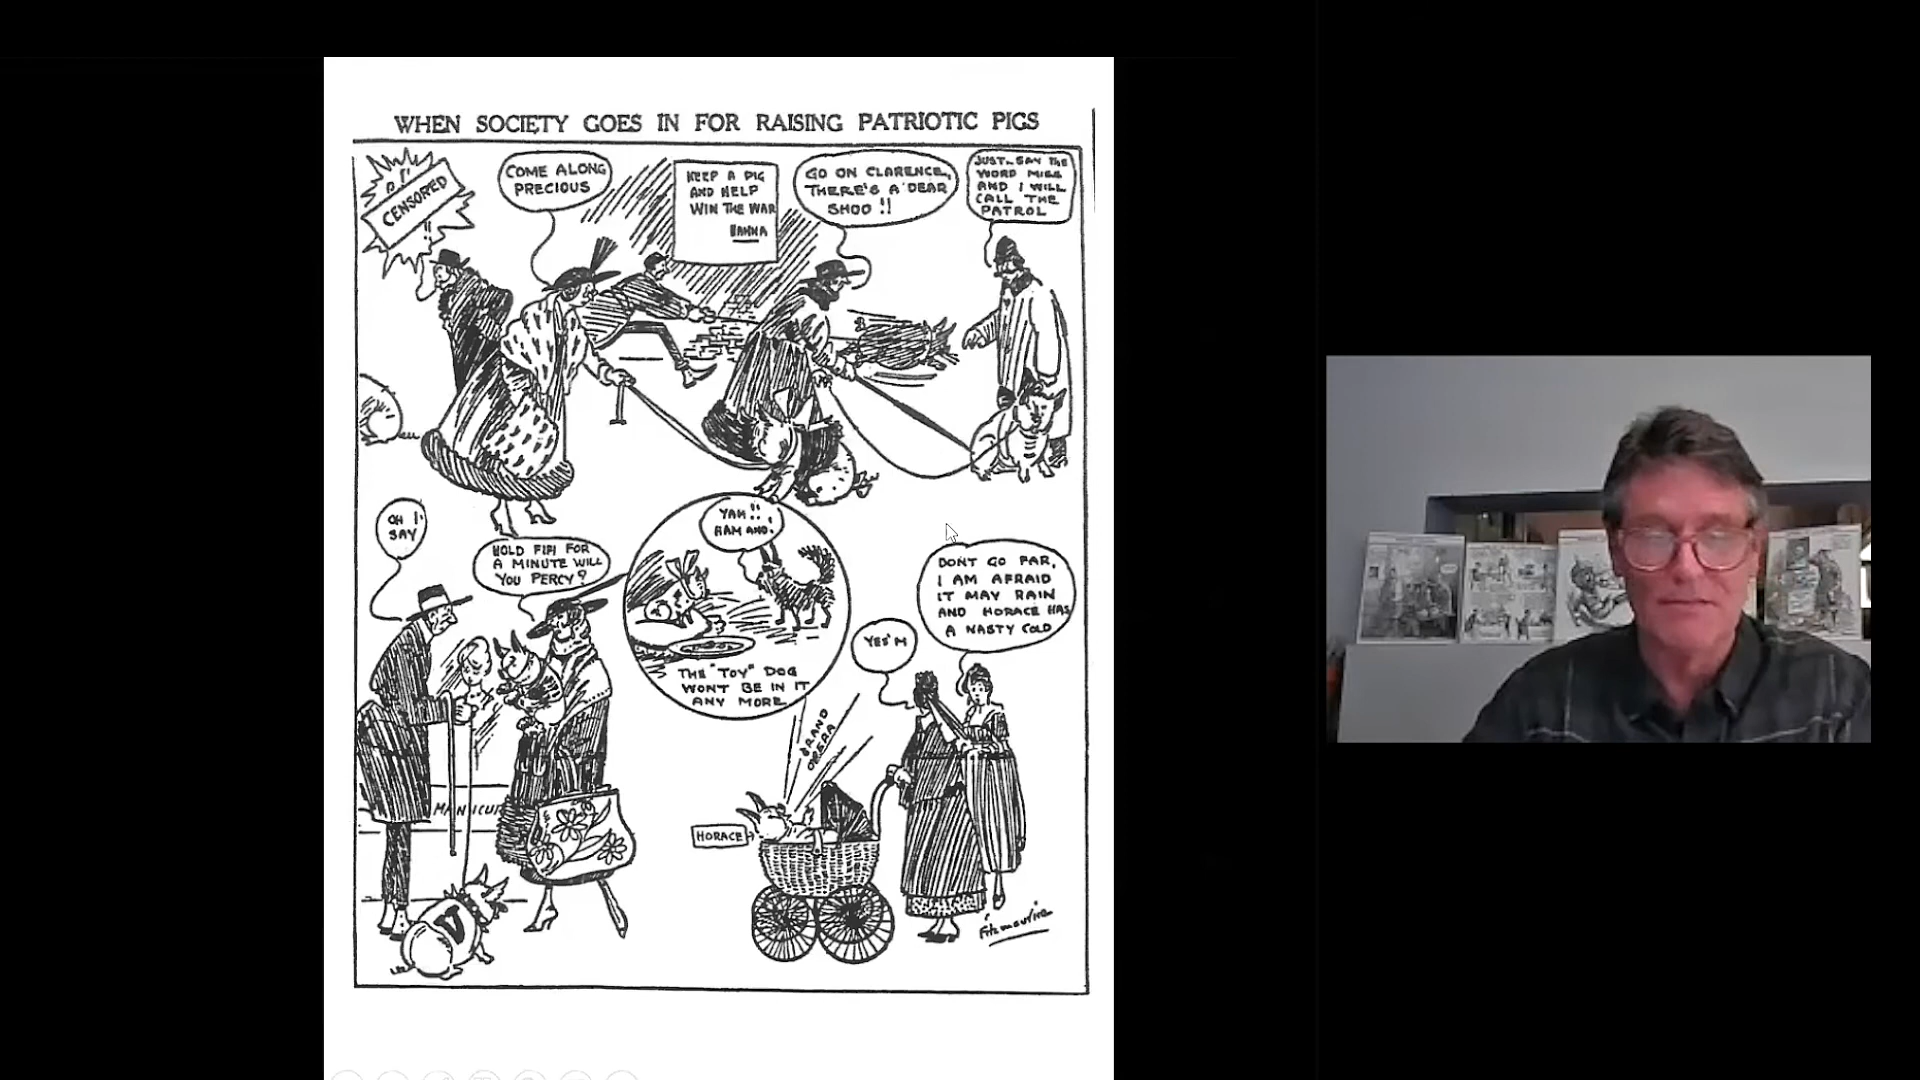 WHEN SOCIETY GOES IN FOR RAISING PATRIOTIC PIGS
CENSORED
!!
COME ALONG
PRECIOUS
KEEP A PIG
AND HELP
WIN THE WAR
HANNA
GO ON CLARENCE,
THERE'S A DEAR
SHOO!!
JUST SAY THE
WORD MISS
AND I WILL
CALL THE
PATROL
OH I
SAY
HOLD FIFI FOR
A MINUTE WILL
YOU PERCY?
YAH!!
HAM AND!
THE "TOY" DOG
WONT BE IN IT
ANY MORE
DONT GO FAR,
I AM AFRAID
IT MAY RAIN
AND HORACE HAS
A NASTY COLD
YES'M
MANICUR
V
GRAND
OPERA
HORACE
Fitzmaurice